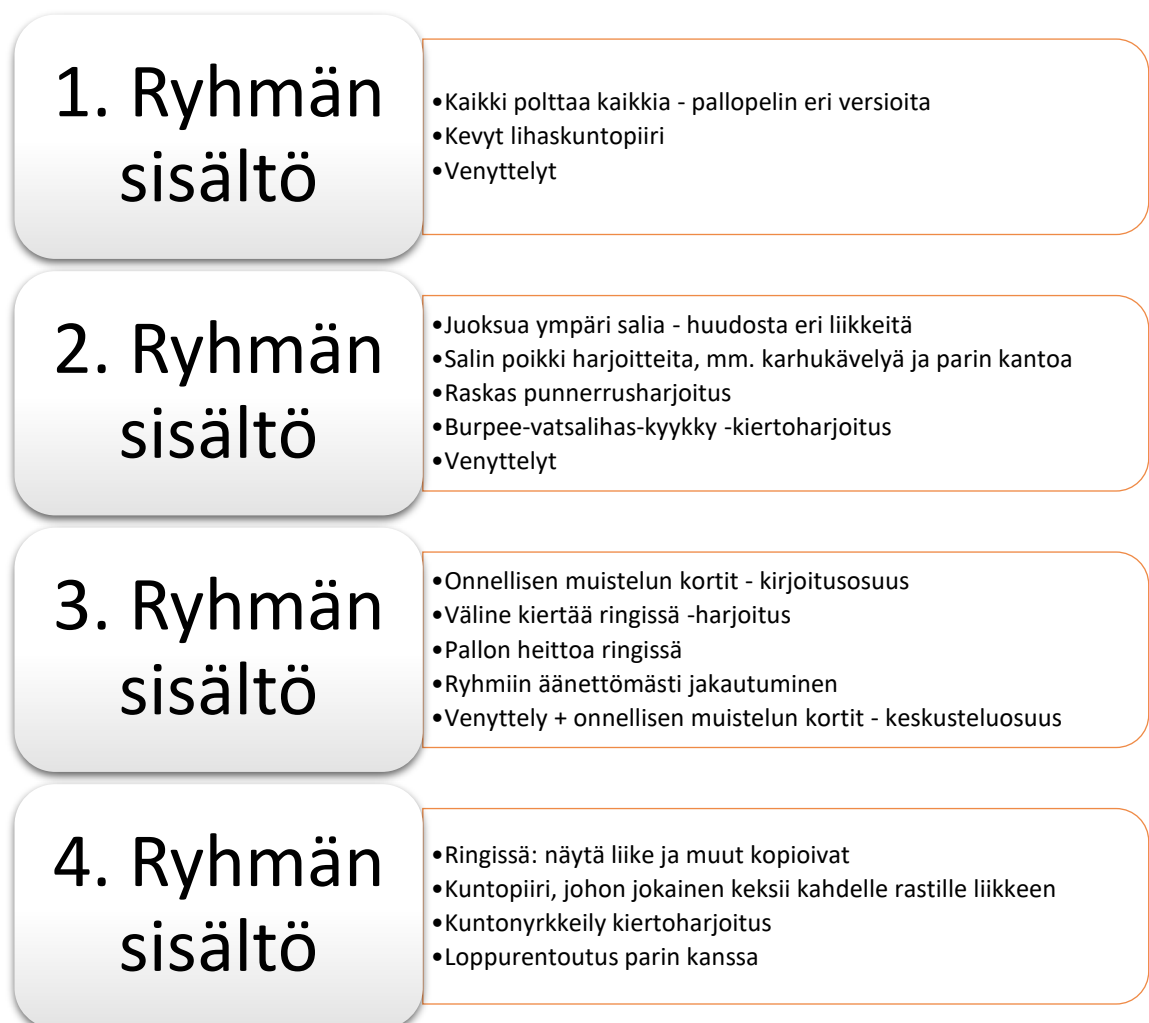 1. Ryhmän
sisältö
•Kaikki polttaa kaikkia - pallopelin eri versioita
•Kevyt lihaskuntopiiri
•Venyttelyt
2. Ryhmän
sisältö
•Juoksua ympäri salia - huudosta eri liikkeitä
•Salin poikki harjoitteita, mm. karhukävelyä ja parin kantoa
•Raskas punnerrusharjoitus
•Burpee-vatsalihas-kyykky -kiertoharjoitus
•Venyttelyt
3. Ryhmän
sisältö
•Onnellisen muistelun kortit - kirjoitusosuus
•Väline kiertää ringissä -harjoitus
•Pallon heittoa ringissä
•Ryhmiin äänettömästi jakautuminen
•Venyttely + onnellisen muistelun kortit - keskusteluosuus
4. Ryhmän
sisältö
•Ringissä: näytä liike ja muut kopioivat
•Kuntopiiri, johon jokainen keksii kahdelle rastille liikkeen
•Kuntonyrkkeily kiertoharjoitus
•Loppurentoutus parin kanssa